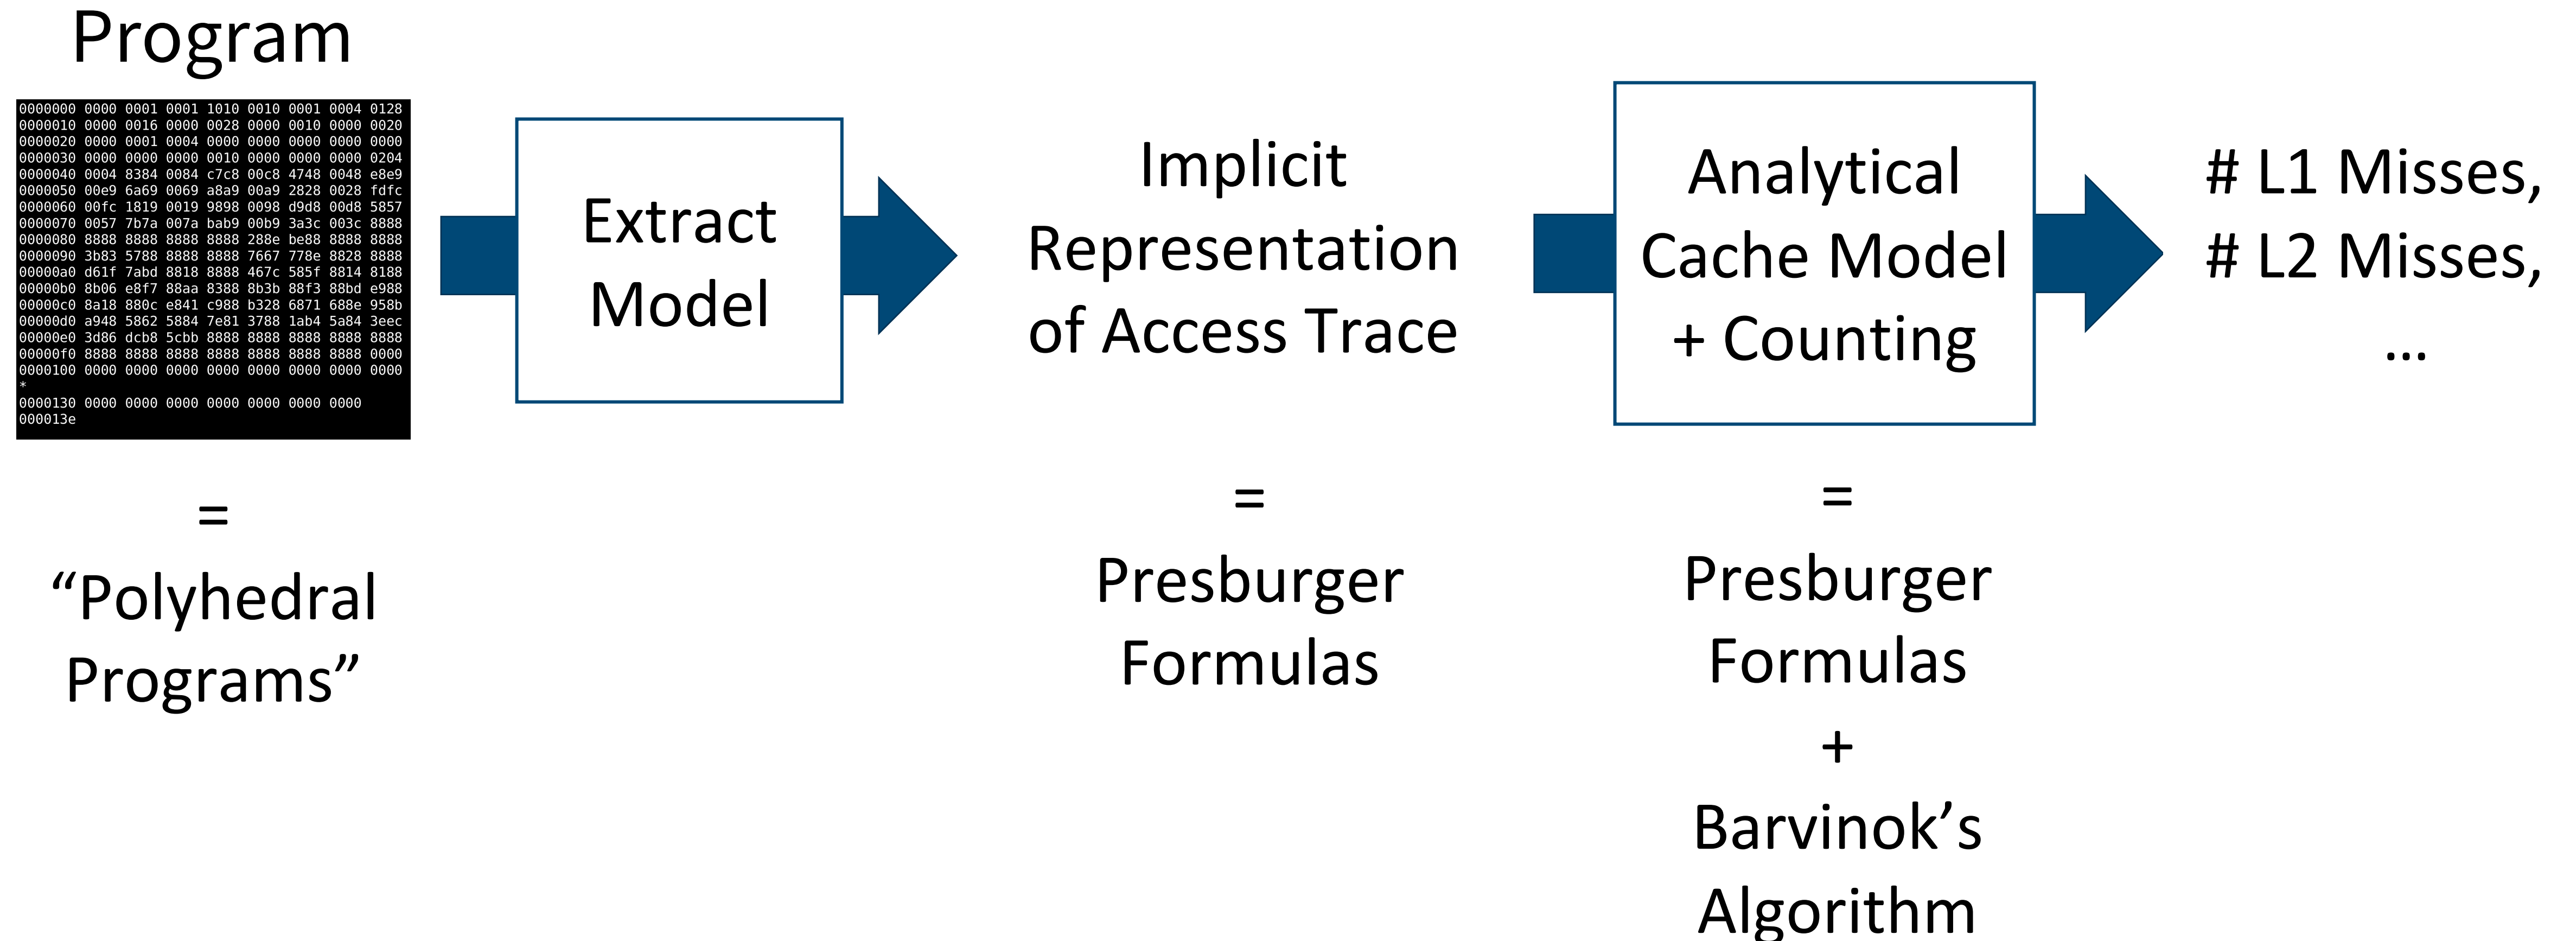 Program
0000000 0000 0001 0001 1010 0010 0001 0004 0128
0000010 0000 0016 0000 0028 0000 0010 0000 0020
0000020 0000 0001 0004 0000 0000 0000 0000 0000
0000030 0000 0000 0000 0010 0000 0000 0000 0204
0000040 0004 8384 0084 c7c8 00c8 4748 0048 e8e9
0000050 00e9 6a69 0069 a8a9 00a9 2828 0028 fdfc
0000060 00fc 1819 0019 9898 0098 d9d8 00d8 5857
0000070 0057 7b7a 007a bab9 00b9 3a3c 003c 8888
0000080 8888 8888 8888 8888 288e be88 8888 8888
0000090 3b83 5788 8888 8888 7667 778e 8828 8888
00000a0 d61f 7abd 8818 8888 467c 585f 8814 8188
00000b0 8b06 e8f7 88aa 8388 8b3b 88f3 88bd e988
00000c0 8a18 880c e841 c988 b328 6871 688e 958b
00000d0 a948 5862 5884 7e81 3788 1ab4 5a84 3eec
00000e0 3d86 dcb8 5cbb 8888 8888 8888 8888 8888
00000f0 8888 8888 8888 8888 8888 8888 8888 0000
0000100 0000 0000 0000 0000 0000 0000 0000 0000
*
0000130 0000 0000 0000 0000 0000 0000 0000
000013e
=
“Polyhedral
Programs”
Extract
Model
Implicit
Representation
of Access Trace
=
Presburger
Formulas
Analytical
Cache Model
+ Counting
=
Presburger
Formulas
+
Barvinok’s
Algorithm
# L1 Misses,
# L2 Misses,
...